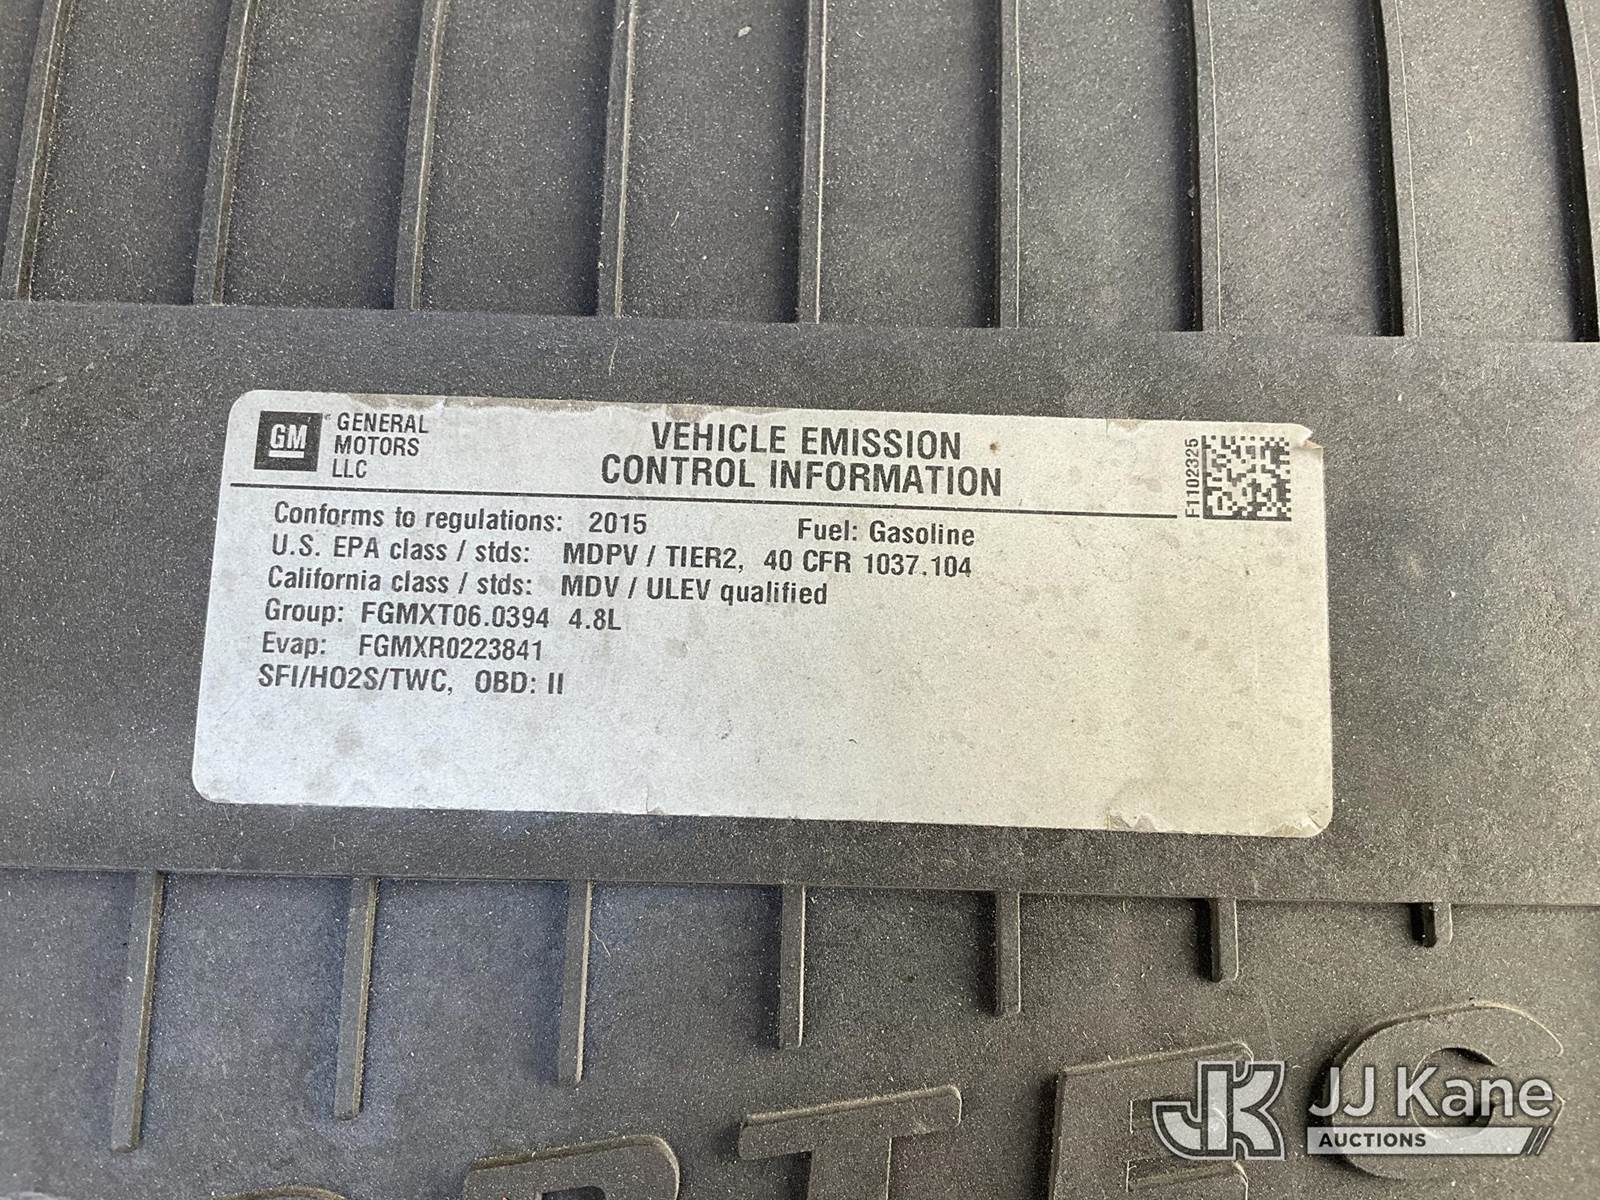 GM
GENERAL
MOTORS
LLC
VEHICLE EMISSION
CONTROL INFORMATION
F1102325
Conforms to regulations: 2015 Fuel: Gasoline
U.S. EPA class / stds: MDPV / TIER2, 40 CFR 1037.104
California class / stds: MDV / ULEV qualified
Group: FGMXT06.0394 4.8L
Evap: FGMXR0223841
SFI/HO2S/TWC, OBD: II
JK JJ Kane
AUCTIONS